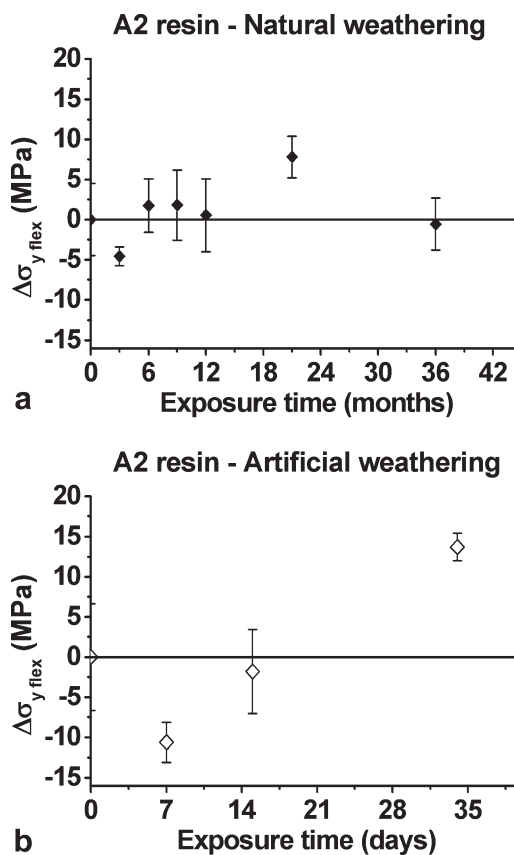 A2 resin - Natural weathering
Δσy flex (MPa)
20
15
10
5
0
-5
-10
-15
0 6 12 18 24 30 36 42
a
Exposure time (months)
A2 resin - Artificial weathering
Δσy flex (MPa)
20
15
10
5
0
-5
-10
-15
0 7 14 21 28 35
b
Exposure time (days)